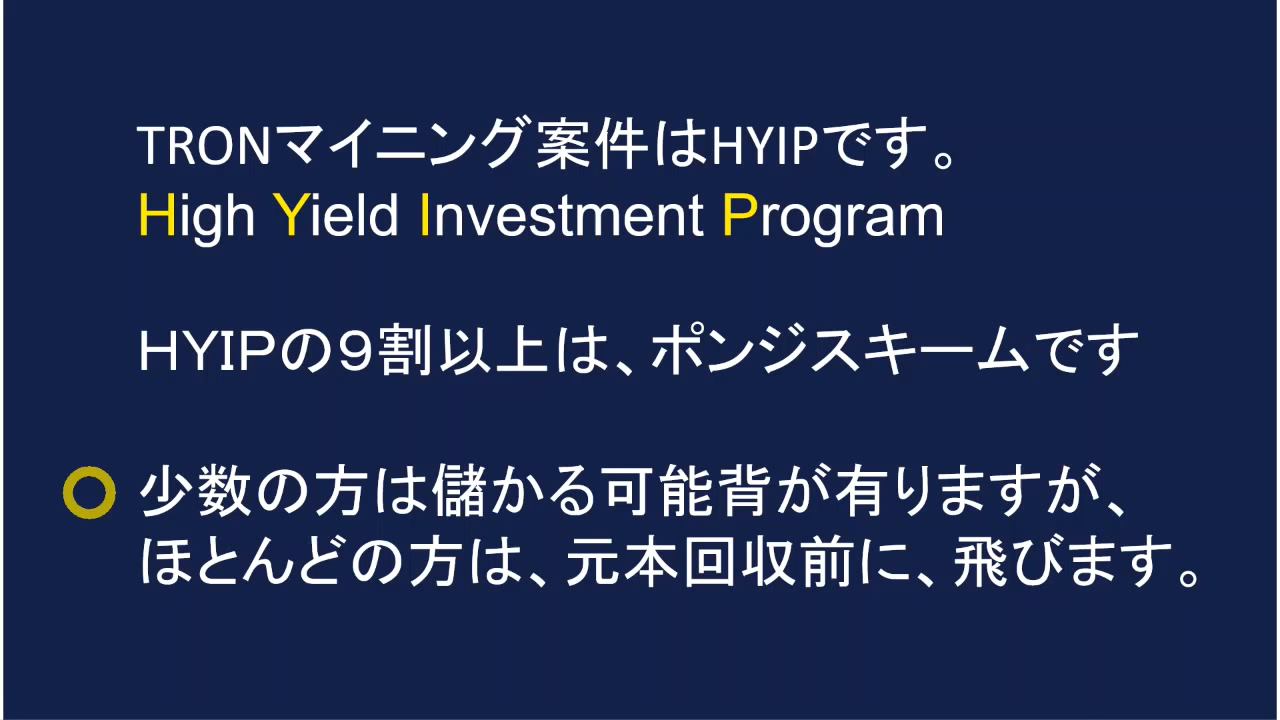 TRONマイニング案件はHYIPです。
High Yield Investment Program
ＨＹＩＰの９割以上は、ポンジスキームです
少数の方は儲かる可能背が有りますが、
ほとんどの方は、元本回収前に、飛びます。